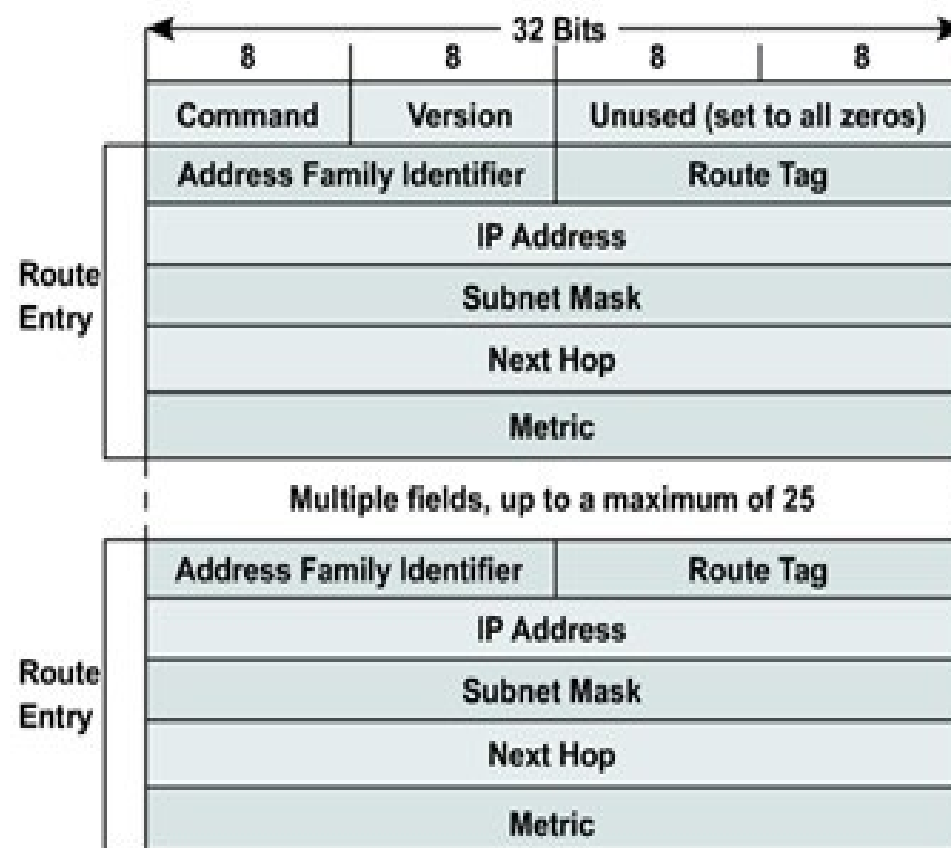 32 Bits
8 8 8 8
Command Version Unused (set to all zeros)
Address Family Identifier Route Tag
IP Address
Subnet Mask
Route
Entry
Next Hop
Metric
Multiple fields, up to a maximum of 25
Address Family Identifier Route Tag
IP Address
Subnet Mask
Route
Entry
Next Hop
Metric